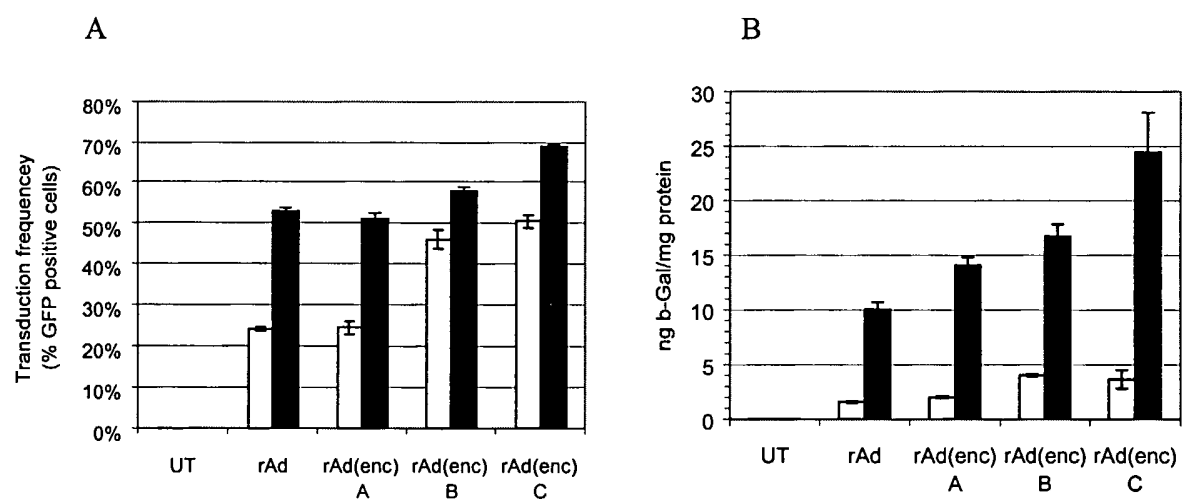 A
Transduction frequencey
(% GFP positive cells)
80%
70%
60%
50%
40%
30%
20%
10%
0%
UT
rAd
rAd(enc)
A
rAd(enc)
B
rAd(enc)
C
B
ng b-Gal/mg protein
30
25
20
15
10
5
0
UT
rAd
rAd(enc)
A
rAd(enc)
B
rAd(enc)
C